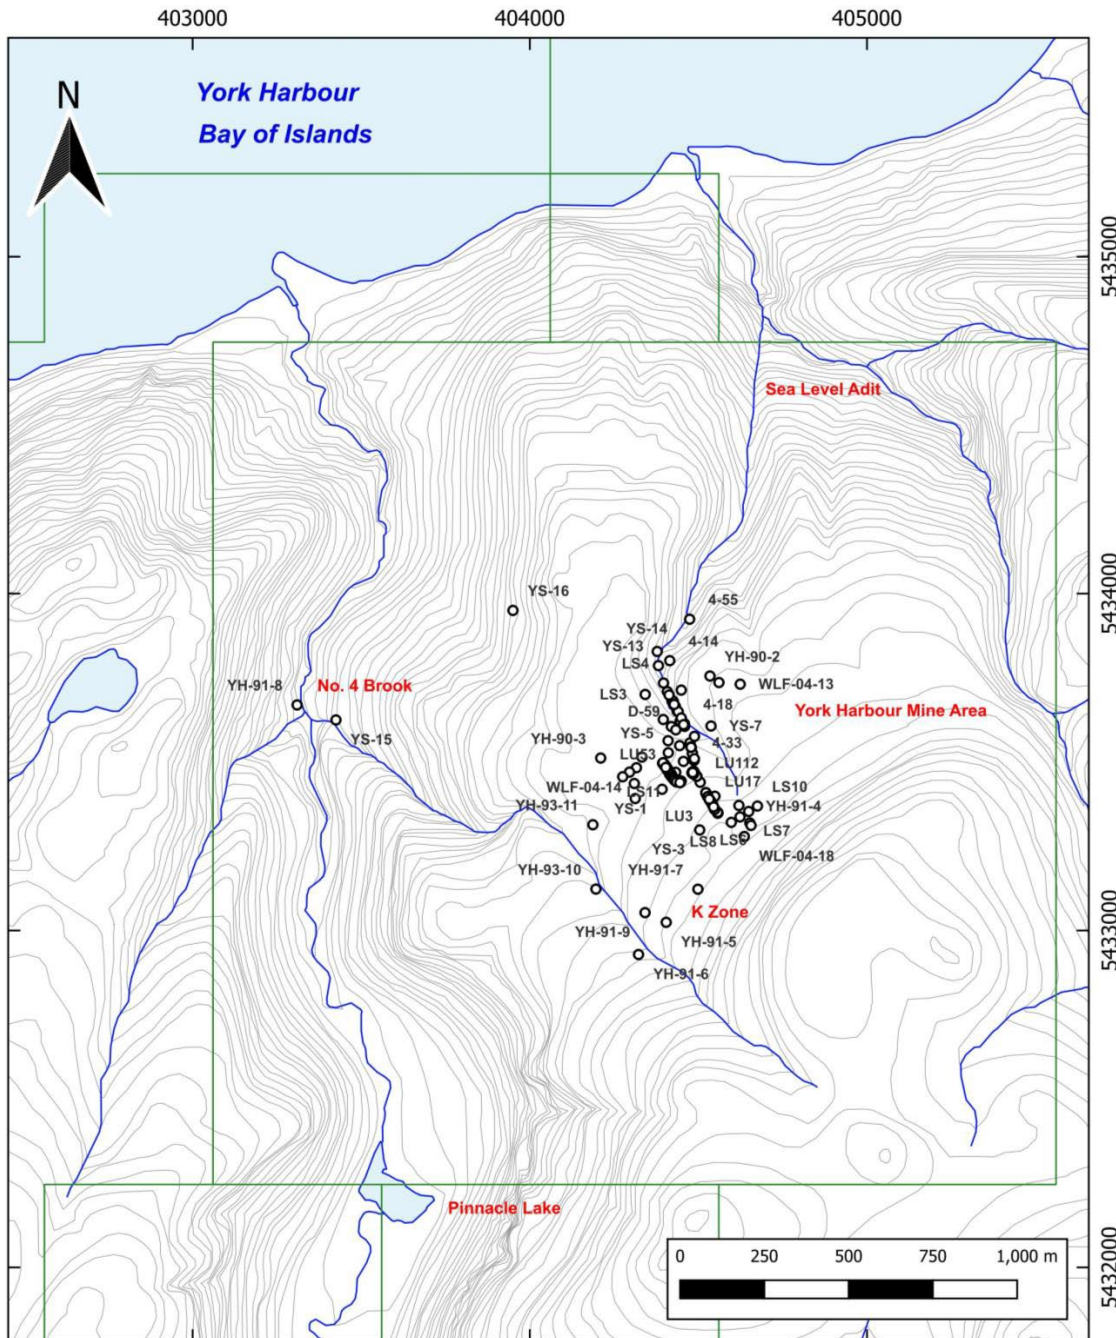 403000
404000
405000
N
York Harbour
Bay of Islands
5435000
Sea Level Adit
5434000
YS-16
4-55
YS-14
4-14
YS-13
LS4
YH-90-2
YH-91-8
No. 4 Brook
WLF-04-13
LS3
4-18
D-59
York Harbour Mine Area
YS-15
YS-5
YS-7
YH-90-3
4-33
LU53
LU112
WLF-04-14
LS11
LU17
LS10
YS-1
YH-93-11
YH-91-4
LU3
LS7
LS8
YS-3
WLF-04-18
YH-93-10
YH-91-7
K Zone
YH-91-9
YH-91-5
5433000
YH-91-6
Pinnacle Lake
0
250
500
750
1,000 m
5432000